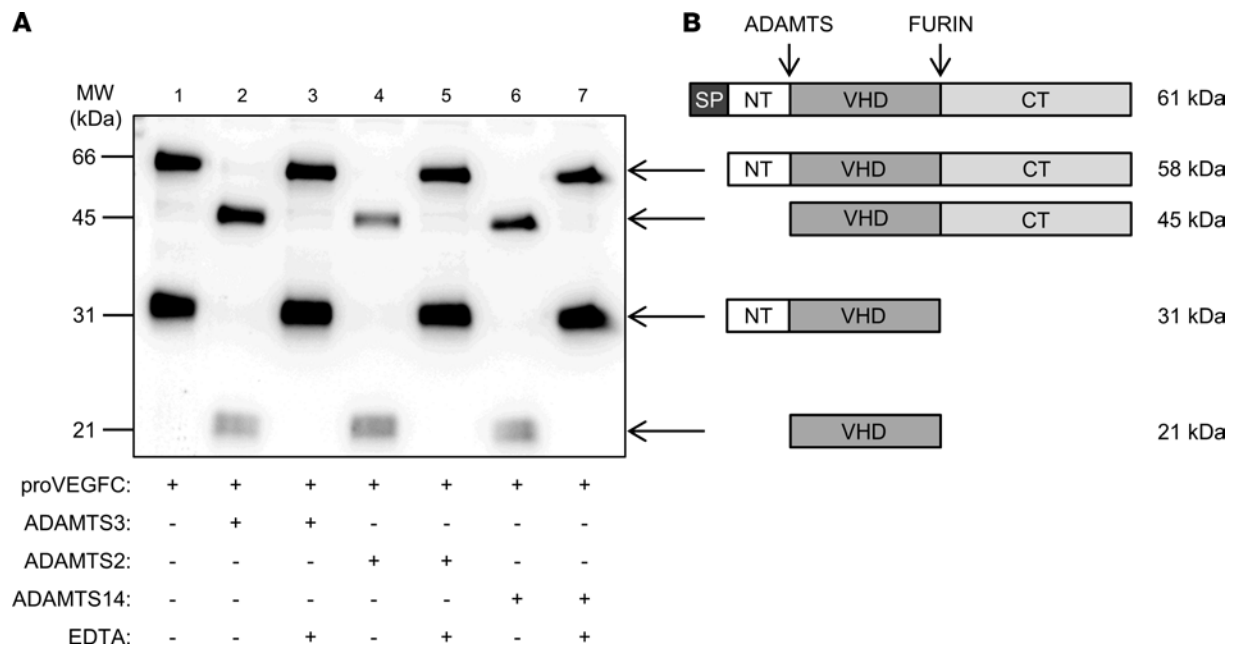 A
B
ADAMTS FURIN
MW
(kDa)
1 2 3 4 5 6 7
SP NT VHD CT 61 kDa
66
NT VHD CT 58 kDa
45
VHD CT 45 kDa
31
NT VHD 31 kDa
21
VHD 21 kDa
proVEGFC: + + + + + + +
ADAMTS3: - + + - - - -
ADAMTS2: - - - + + - -
ADAMTS14: - - - - - + +
EDTA: - - + - + - +